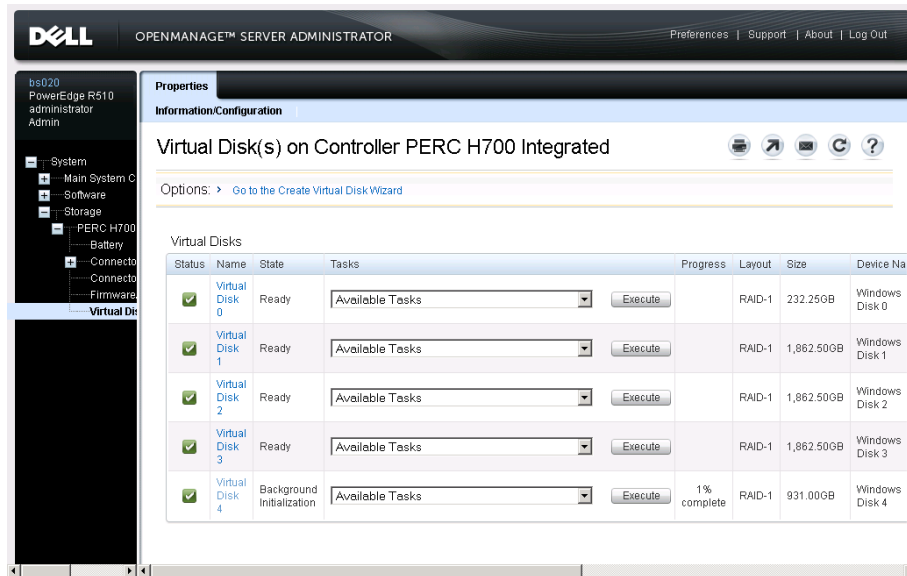 DELL
OPENMANAGE™ SERVER ADMINISTRATOR
Preferences | Support | About | Log Out
bs020
PowerEdge R510
administrator
Admin
System
Main System C
Software
Storage
PERC H700
Battery
Connecto
Connecto
Firmware
Virtual Dis
Properties
Information/Configuration
Virtual Disk(s) on Controller PERC H700 Integrated
?
Options: > Go to the Create Virtual Disk Wizard
Virtual Disks
Status Name State Tasks Progress Layout Size Device Na
Virtual Disk 0 Ready Available Tasks Execute RAID-1 232.25GB Windows Disk 0
Virtual Disk 1 Ready Available Tasks Execute RAID-1 1,862.50GB Windows Disk 1
Virtual Disk 2 Ready Available Tasks Execute RAID-1 1,862.50GB Windows Disk 2
Virtual Disk 3 Ready Available Tasks Execute RAID-1 1,862.50GB Windows Disk 3
Virtual Disk 4 Background Initialization Available Tasks Execute 1% complete RAID-1 931.00GB Windows Disk 4